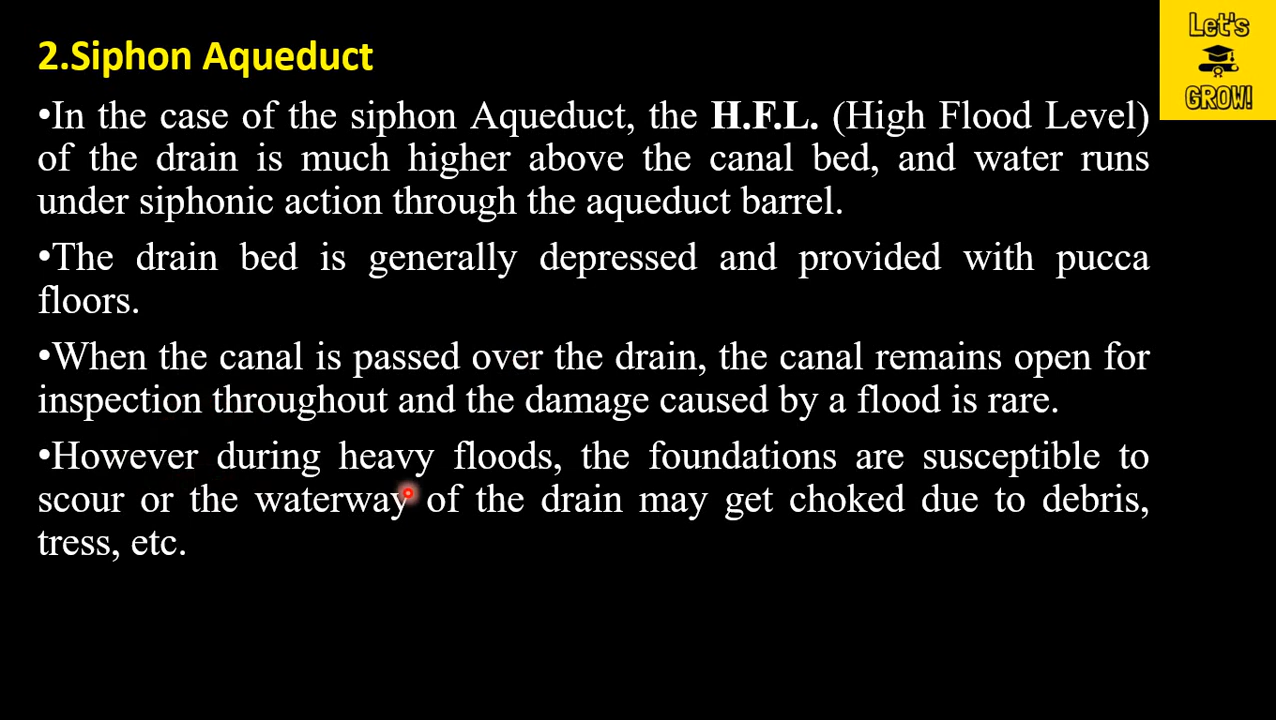 Let's
GROW!
2.Siphon Aqueduct
•In the case of the siphon Aqueduct, the H.F.L. (High Flood Level)
of the drain is much higher above the canal bed, and water runs
under siphonic action through the aqueduct barrel.
•The drain bed is generally depressed and provided with pucca
floors.
•When the canal is passed over the drain, the canal remains open for
inspection throughout and the damage caused by a flood is rare.
•However during heavy floods, the foundations are susceptible to
scour or the waterway of the drain may get choked due to debris,
tress, etc.